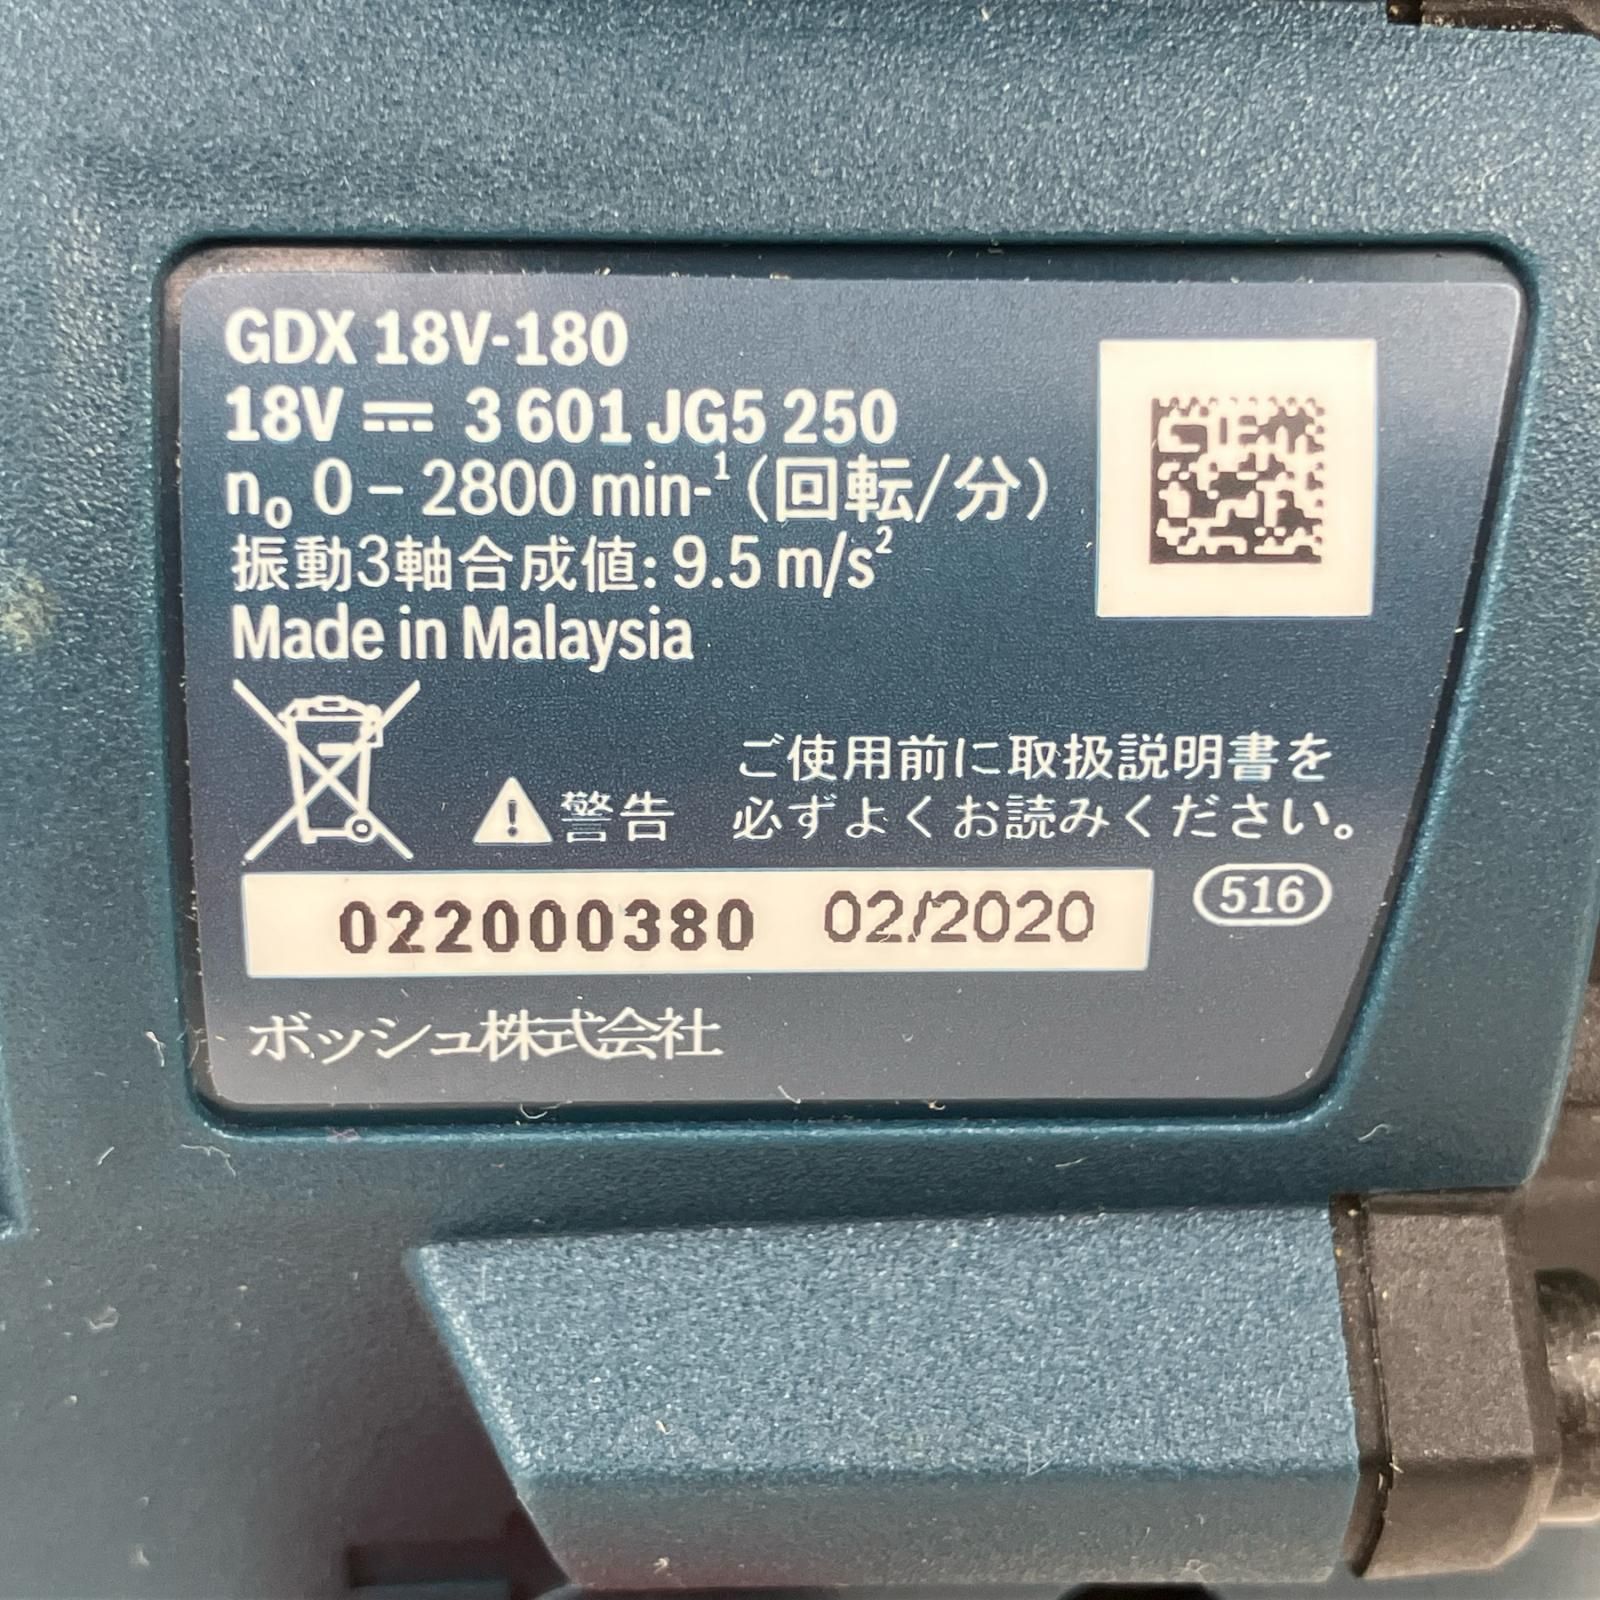 GDX 18V-180
18V 3 601 JG5 250
n₀ 0 – 2800 min-¹ (回転/分)
振動3軸合成値: 9.5 m/s²
Made in Malaysia
警告
ご使用前に取扱説明書を
必ずよくお読みください。
022000380 02/2020
516
ボッシュ株式会社